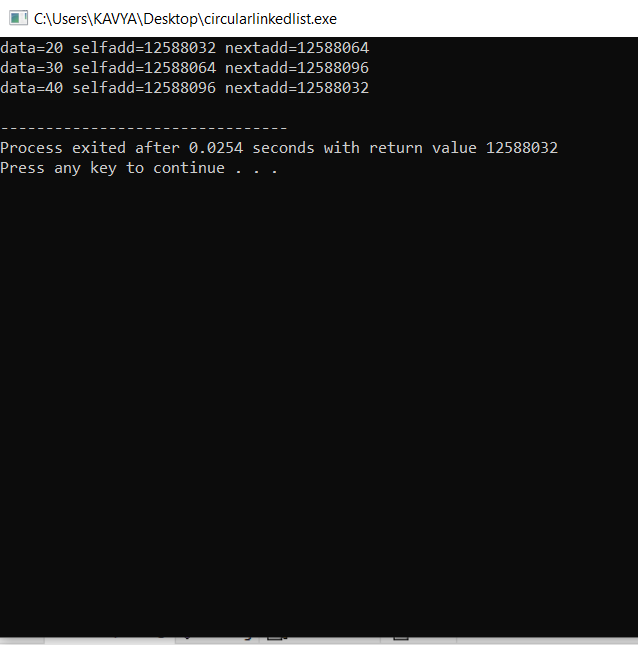 C:\Users\KAVYA\Desktop\circularlinkedlist.exe
data=20 selfadd=12588032 nextadd=12588064
data=30 selfadd=12588064 nextadd=12588096
data=40 selfadd=12588096 nextadd=12588032
--------------------------------
Process exited after 0.0254 seconds with return value 12588032
Press any key to continue . . .